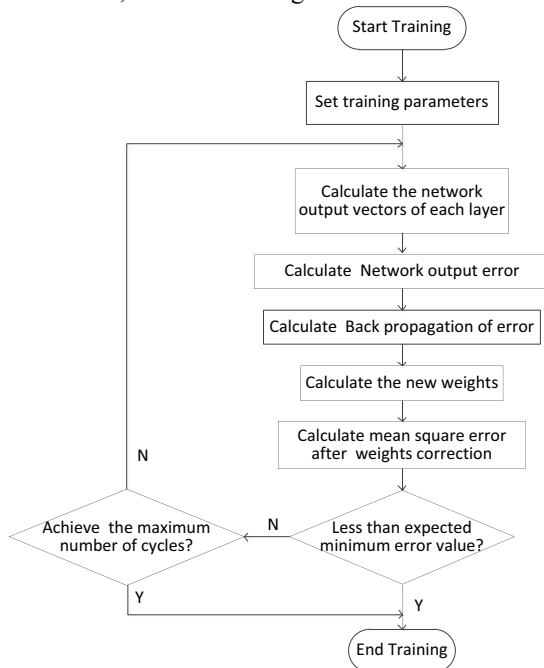 Start Training
Set training parameters
Calculate the network
output vectors of each layer
Calculate Network output error
Calculate Back propagation of error
Calculate the new weights
Calculate mean square error
after weights correction
N
Achieve the maximum
number of cycles?
N
Less than expected
minimum error value?
Y
Y
End Training